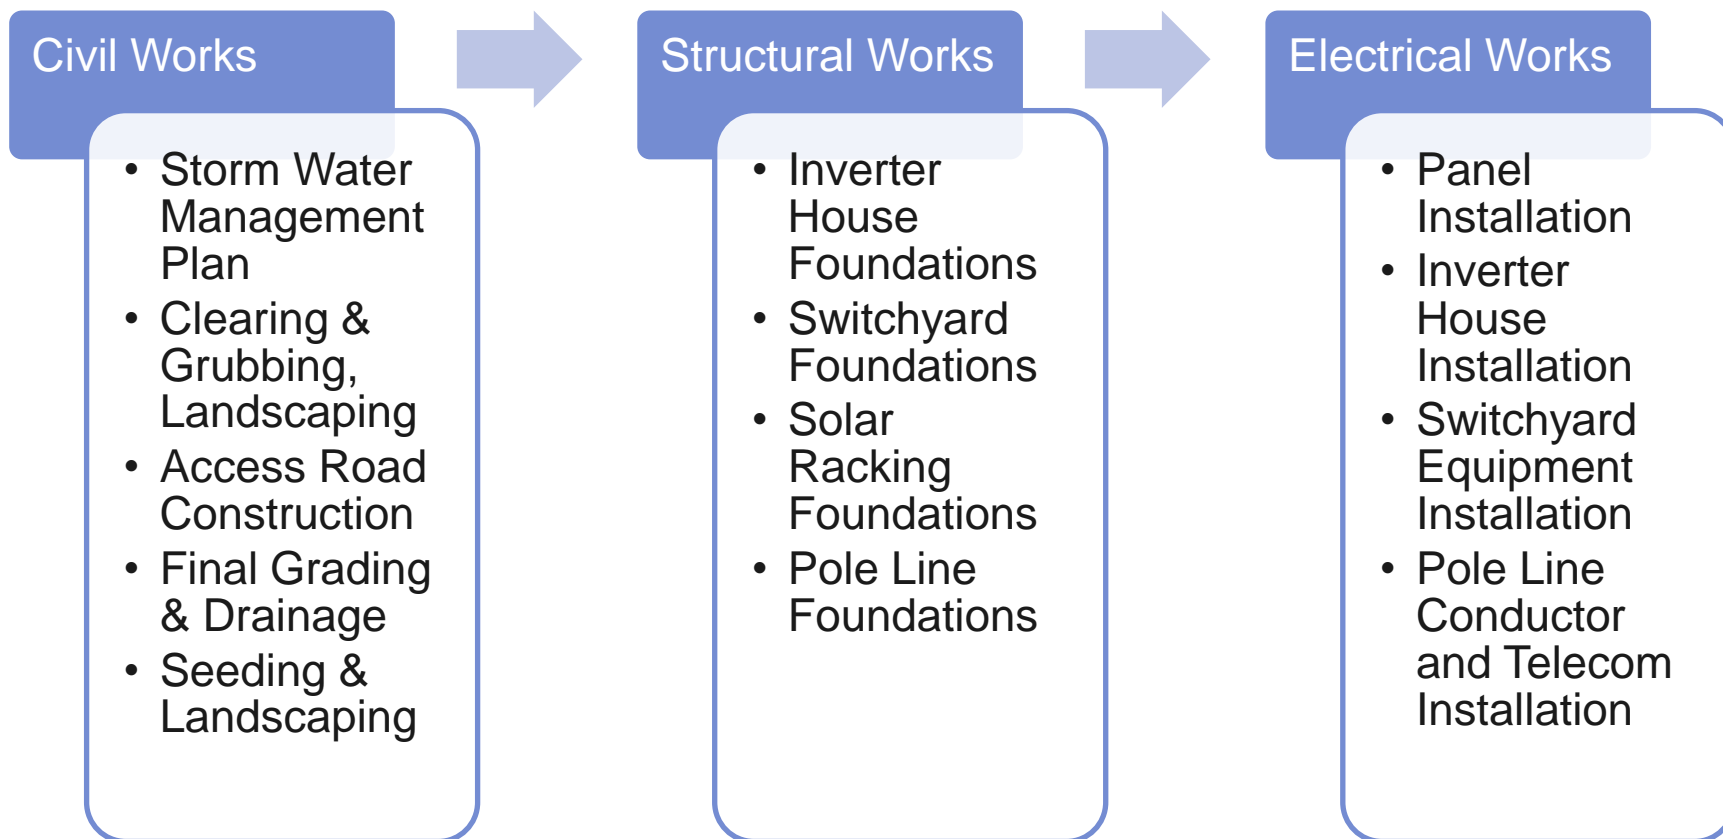 Civil Works
• Storm Water
Management
Plan
• Clearing &
Grubbing,
Landscaping
• Access Road
Construction
• Final Grading
& Drainage
• Seeding &
Landscaping
Structural Works
• Inverter
House
Foundations
• Switchyard
Foundations
• Solar
Racking
Foundations
• Pole Line
Foundations
Electrical Works
• Panel
Installation
• Inverter
House
Installation
• Switchyard
Equipment
Installation
• Pole Line
Conductor
and Telecom
Installation